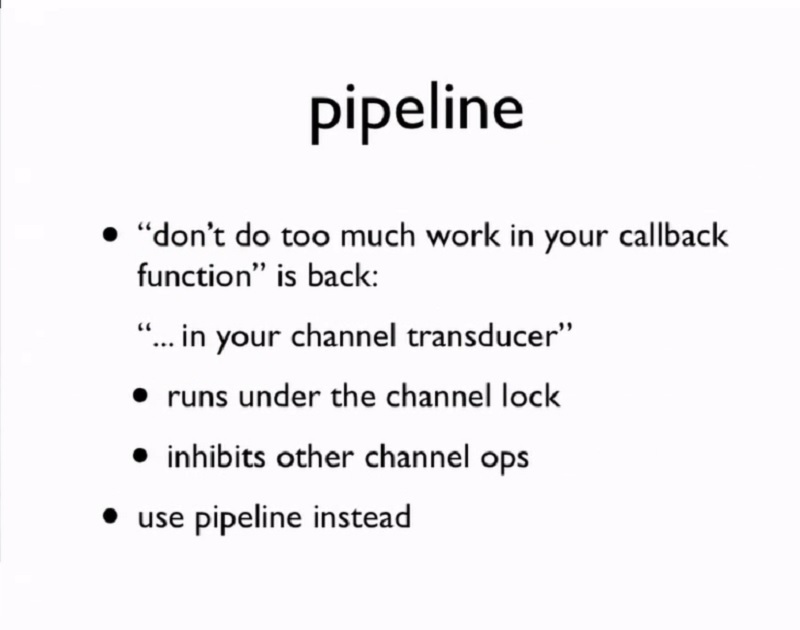 pipeline
• “don’t do too much work in your callback
function” is back:
“... in your channel transducer”
• runs under the channel lock
• inhibits other channel ops
• use pipeline instead